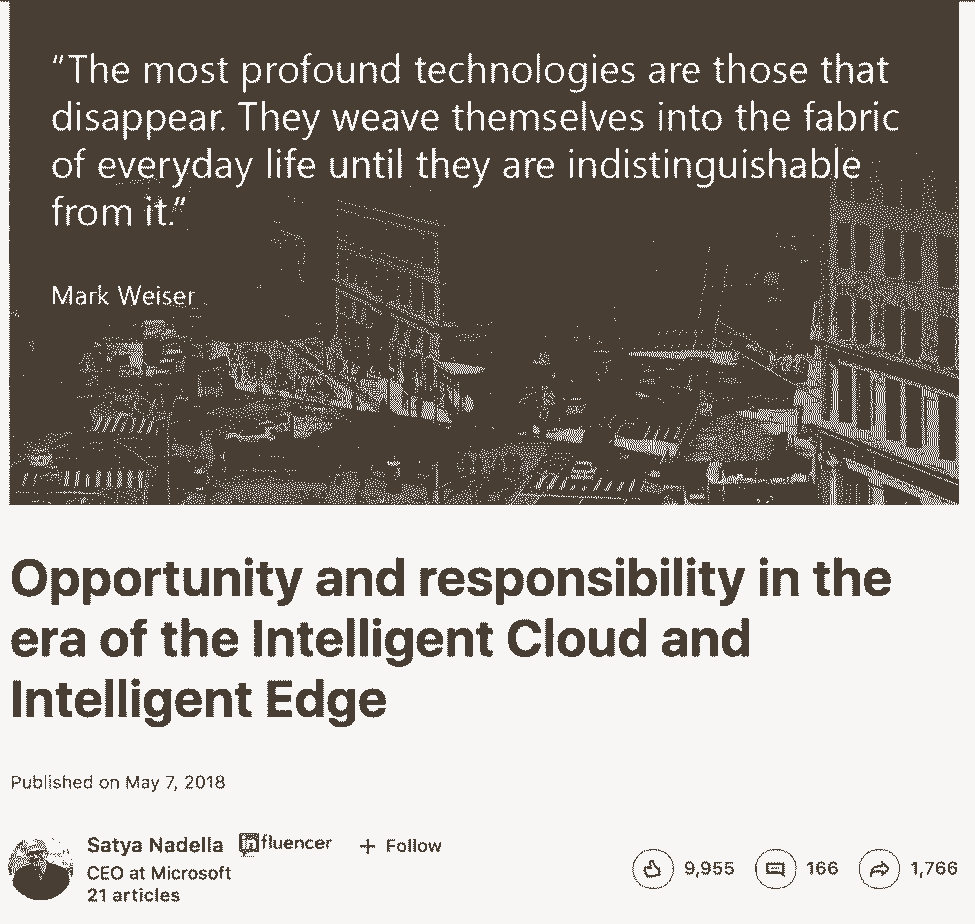 “The most profound technologies are those that
disappear. They weave themselves into the fabric
of everyday life until they are indistinguishable
from it.”
Mark Weiser
Opportunity and responsibility in the
era of the Intelligent Cloud and
Intelligent Edge
Published on May 7, 2018
Satya Nadella influencer + Follow
CEO at Microsoft
21 articles
9,955 166 1,766